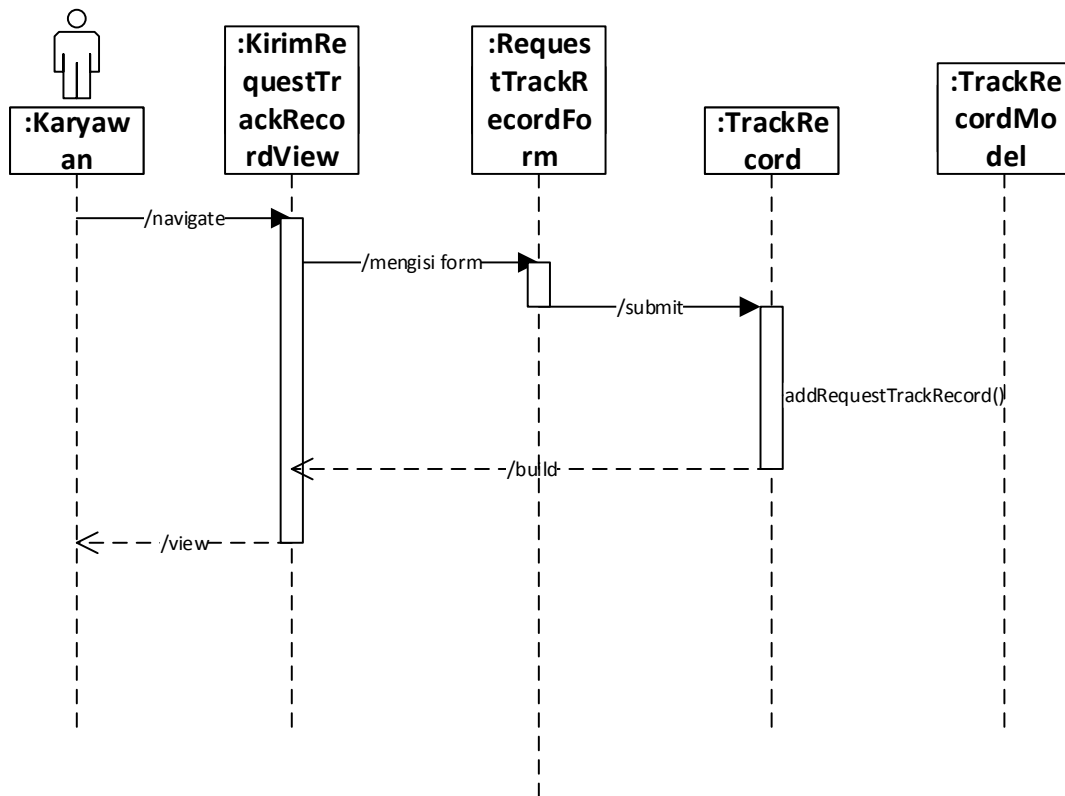 :Karyaw
an
:KirimRe
questTr
ackReco
rdView
:Reques
tTrackR
ecordFo
rm
:TrackRe
cord
:TrackRe
cordMo
del
/navigate
/mengisi form
/submit
addRequestTrackRecord()
/build
/view